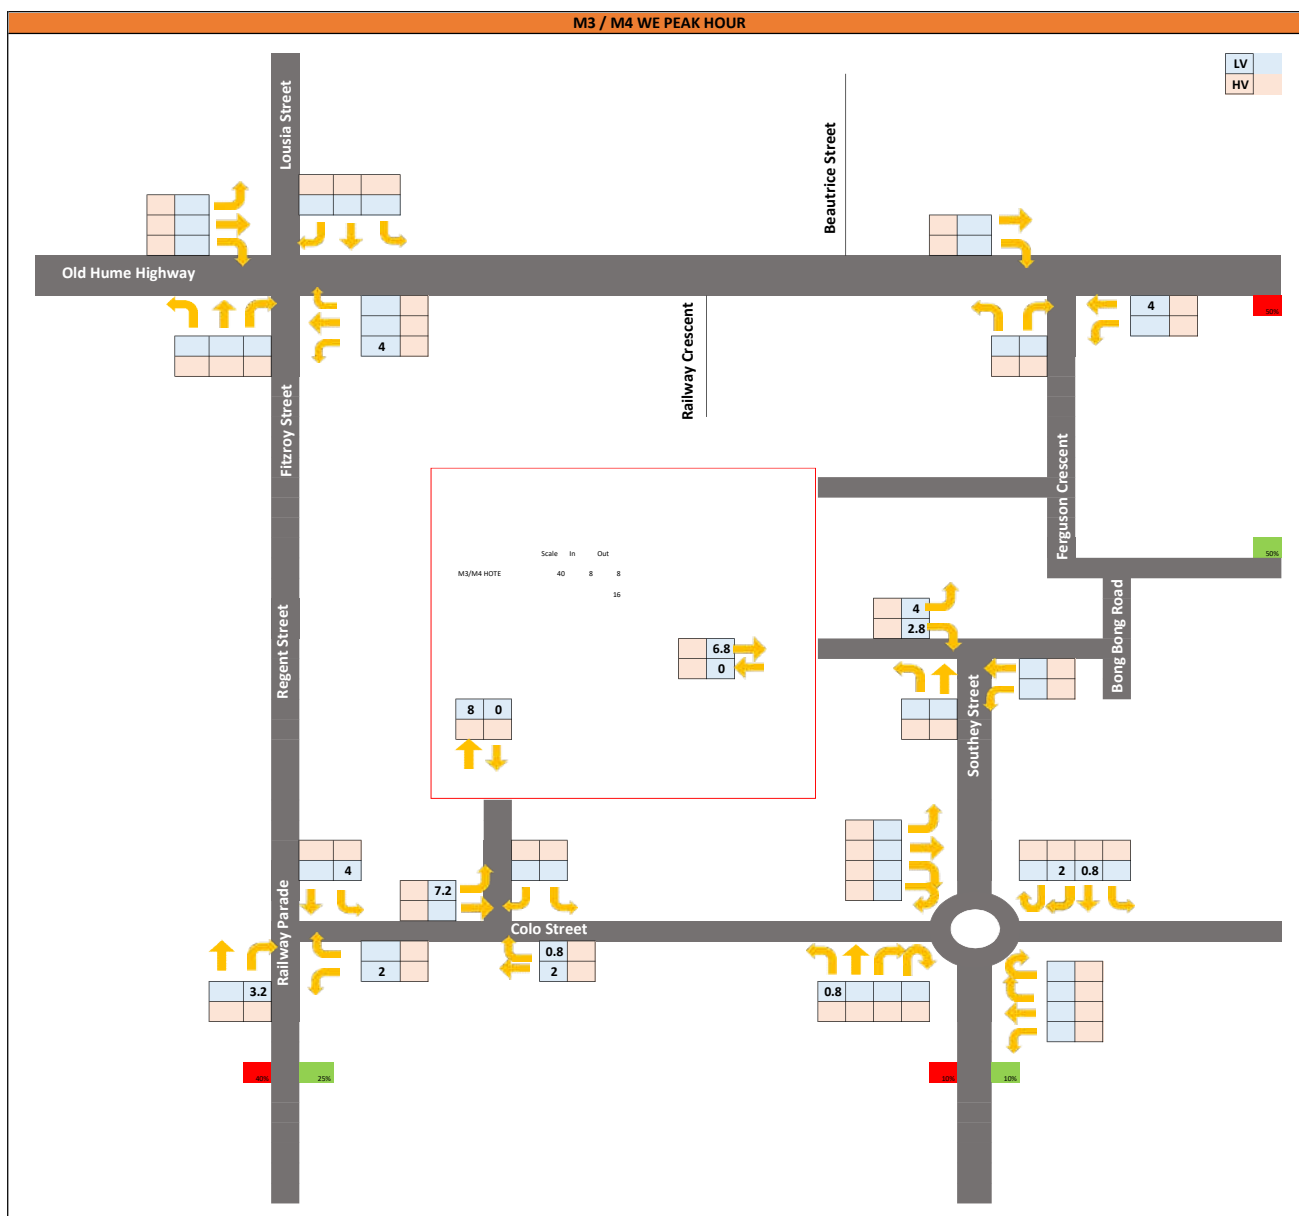 M3 / M4 WE PEAK HOUR
LV
HV
Lousia Street
Beautrice Street
Old Hume Highway
4
50%
4
Railway Crescent
Fitzroy Street
Ferguson Crescent
Scale In Out
M3/M4 HOTE 40 8 8
16
50%
Regent Street
4
2.8
Bong Bong Road
6.8
0
8 0
Southey Street
4
2 0.8
7.2
Railway Parade
Colo Street
0.8
2
2
3.2
0.8
40% 25%
10% 10%